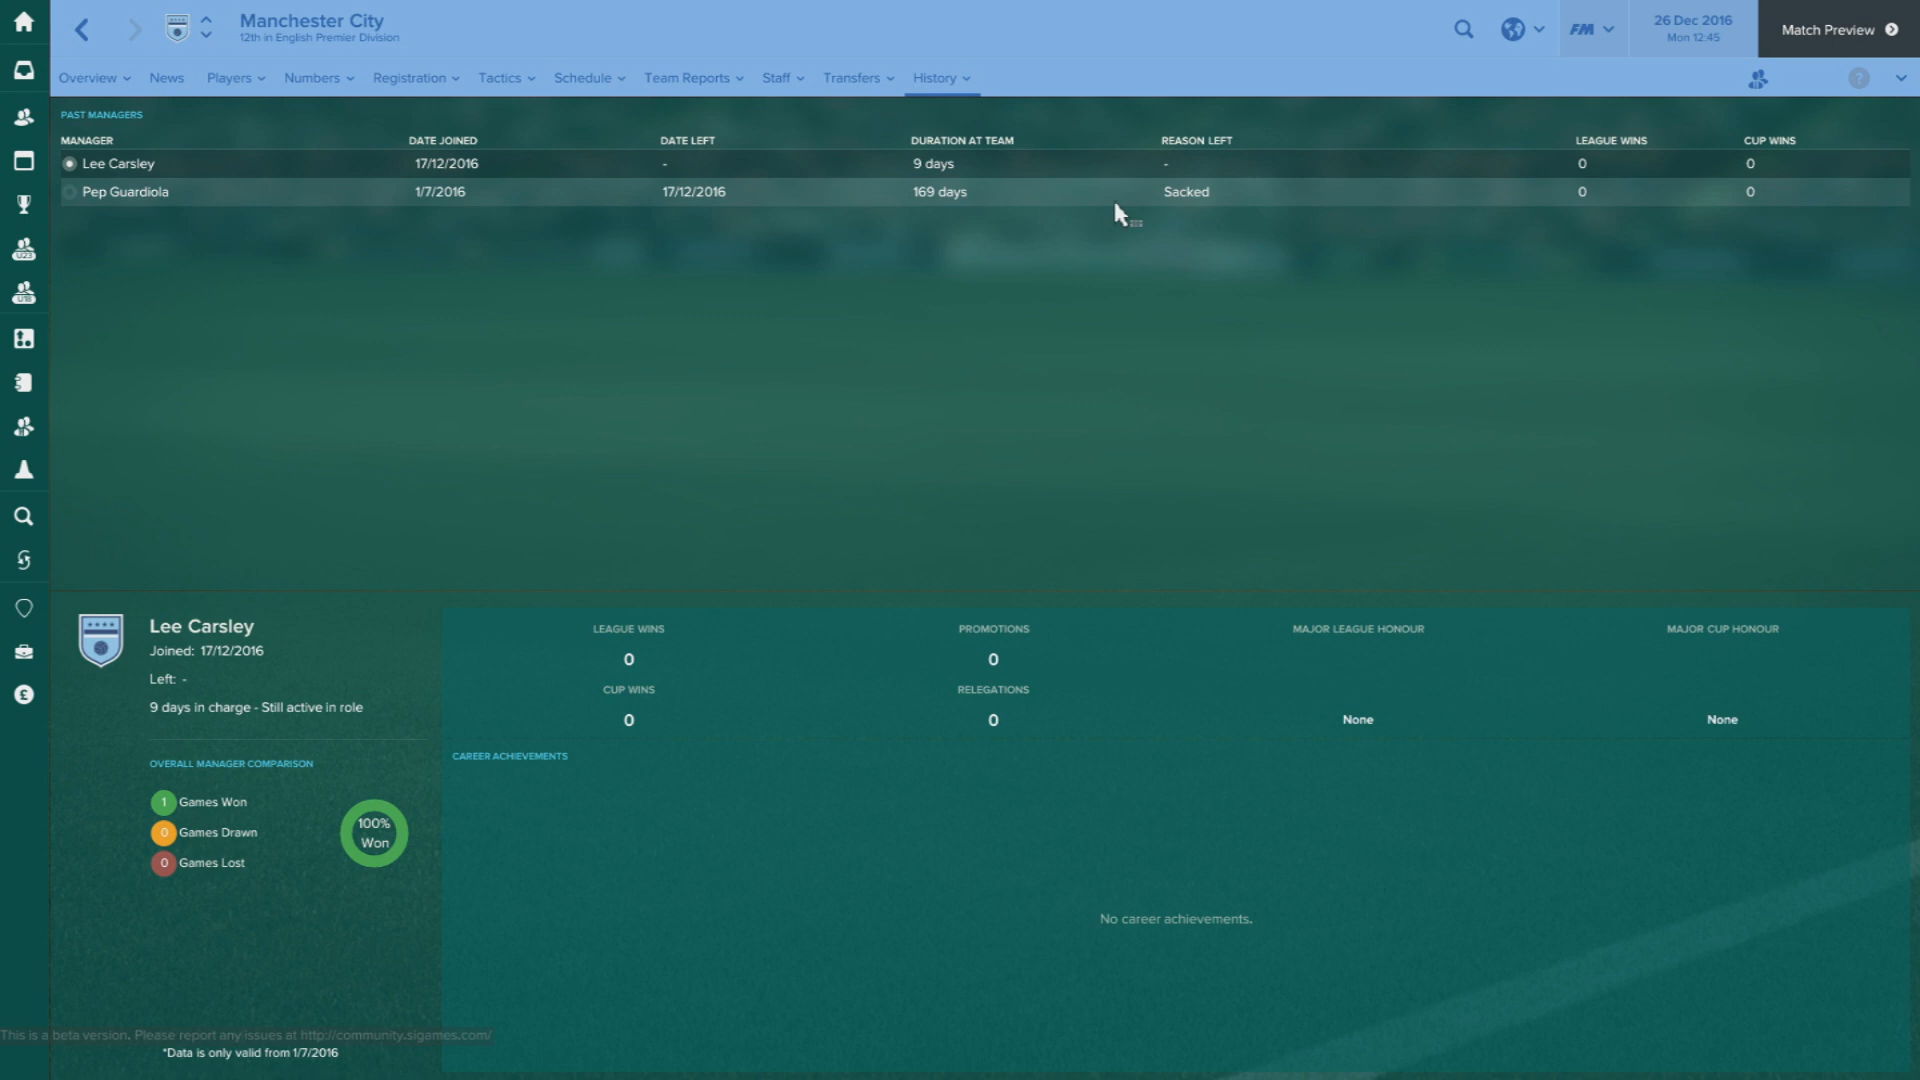 Manchester City
12th in English Premier Division
FM
26 Dec 2016
Mon 12:45
Match Preview
Overview News Players Numbers Registration Tactics Schedule Team Reports Staff Transfers History
?
PAST MANAGERS
MANAGER DATE JOINED DATE LEFT DURATION AT TEAM REASON LEFT LEAGUE WINS CUP WINS
Lee Carsley 17/12/2016 - 9 days - 0 0
Pep Guardiola 1/7/2016 17/12/2016 169 days Sacked 0 0
U23
U18
£
Lee Carsley
Joined: 17/12/2016
Left: -
9 days in charge - Still active in role
OVERALL MANAGER COMPARISON
1 Games Won
0 Games Drawn
0 Games Lost
100%
Won
LEAGUE WINS PROMOTIONS MAJOR LEAGUE HONOUR MAJOR CUP HONOUR
0 0
CUP WINS RELEGATIONS
0 0 None None
CAREER ACHIEVEMENTS
No career achievements.
This is a beta version. Please report any issues at http://community.sigames.com/
*Data is only valid from 1/7/2016